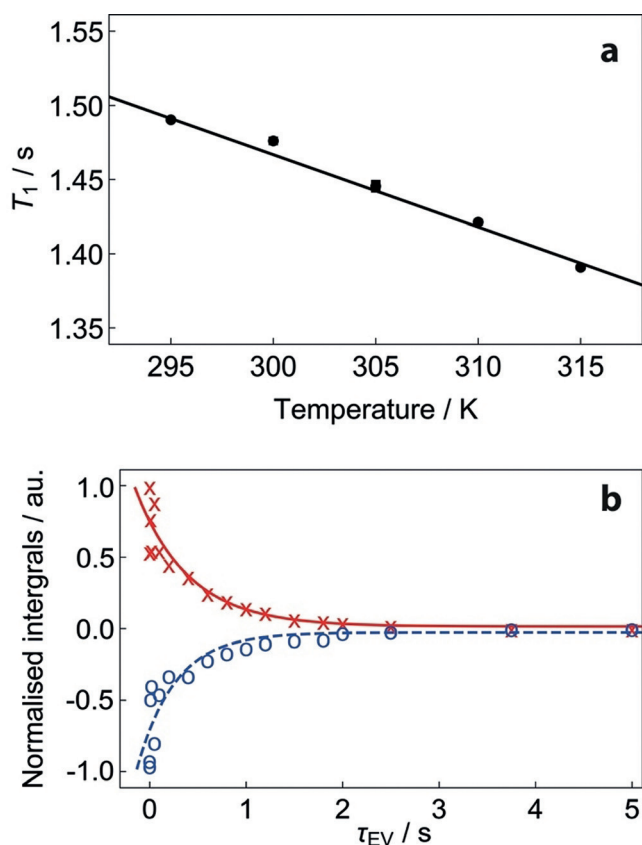 a
1.55
1.50
1.45
1.40
1.35
T1 / s
295 300 305 310 315
Temperature / K
b
1.0
0.5
0.0
-0.5
-1.0
Normalised intergrals / au.
0 1 2 3 4 5
τEV / s